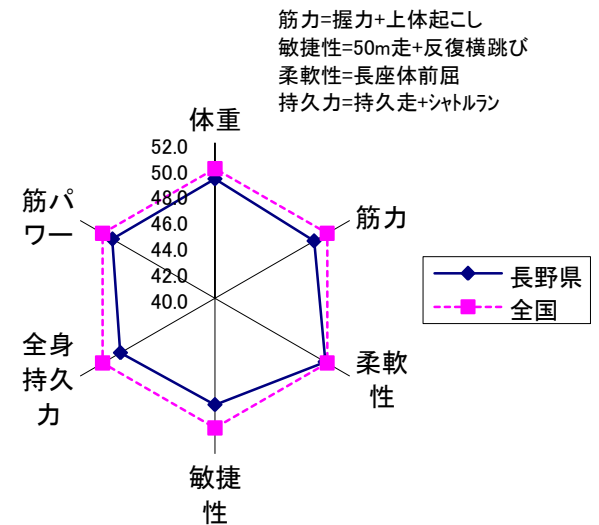 筋力=握力+上体起こし
敏捷性=50m走+反復横跳び
柔軟性=長座体前屈
持久力=持久走+シャトルラン
体重
52.0
50.0
48.0
46.0
44.0
42.0
40.0
筋パ
ワー
筋力
長野県
全国
全身
持久
力
柔軟
性
敏捷
性